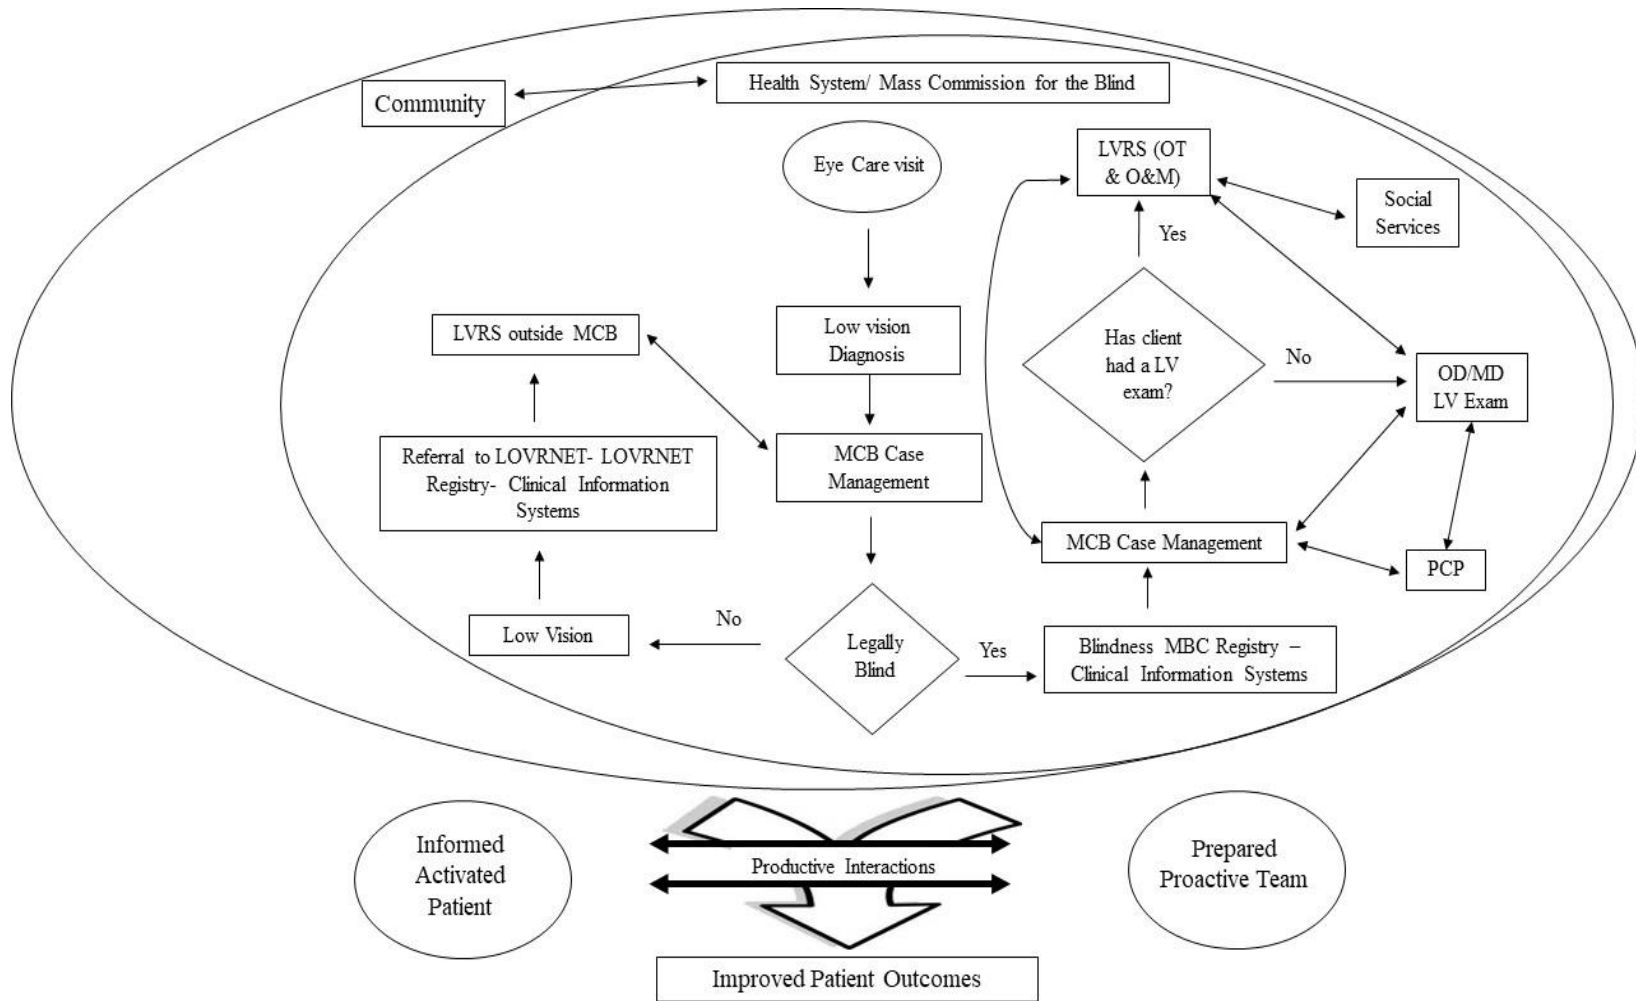 Community
Health System/ Mass Commission for the Blind
Eye Care visit
LVRS (OT
& O&M)
Social
Services
Yes
Low vision
Diagnosis
LVRS outside MCB
Has client
had a LV
exam?
No
OD/MD
LV Exam
Referral to LOVRNET- LOVRNET
Registry- Clinical Information
Systems
MCB Case
Management
MCB Case Management
PCP
Low Vision
No
Legally
Blind
Yes
Blindness MBC Registry –
Clinical Information Systems
Informed
Activated
Patient
Productive Interactions
Prepared
Proactive Team
Improved Patient Outcomes